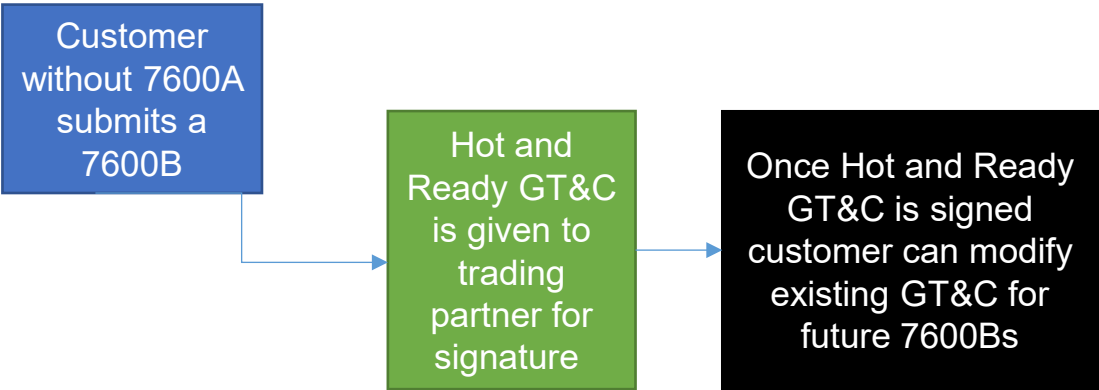 Customer
without 7600A
submits a
7600B
Hot and
Ready GT&C
is given to
trading
partner for
signature
Once Hot and Ready
GT&C is signed
customer can modify
existing GT&C for
future 7600Bs